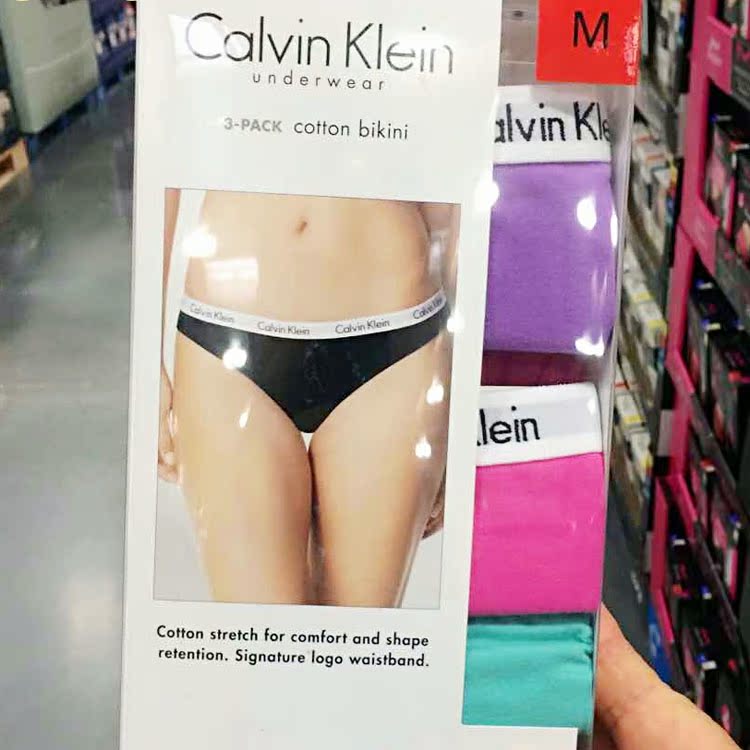 Calvin Klein
underwear
3-PACK cotton bikini
M
alvin Kle
Calvin Klein Calvin Klein Calvin Klein Calvin
lein
Cotton stretch for comfort and shape
retention. Signature logo waistband.